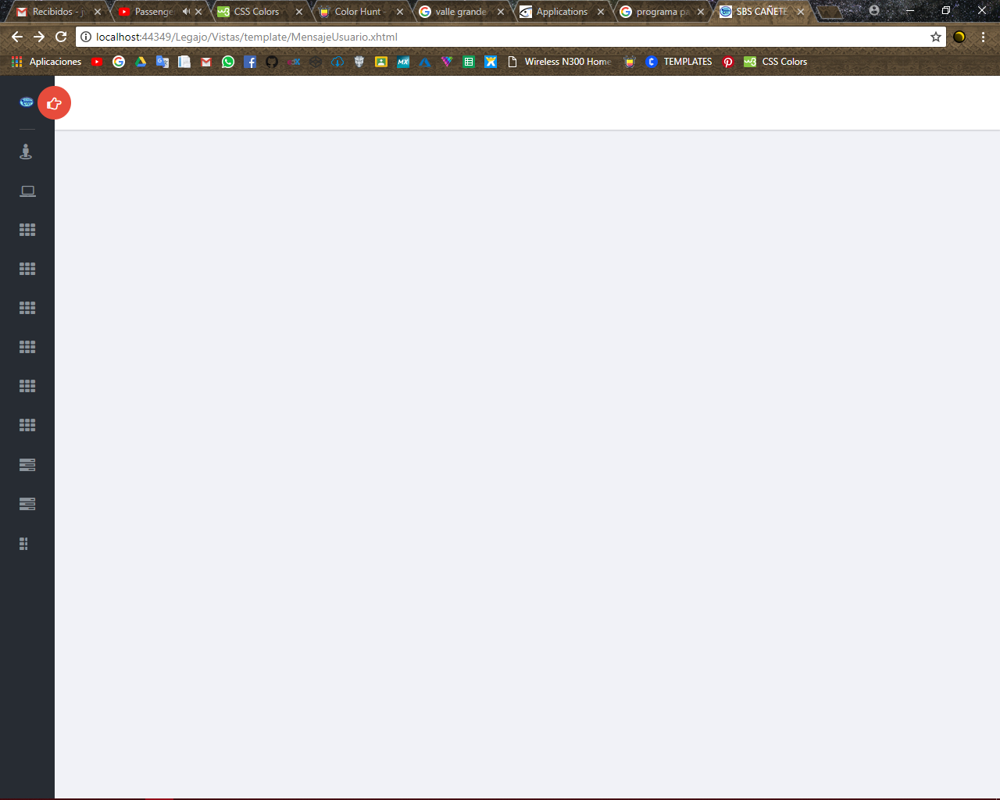 Recibidos - j
Passenge
CSS Colors
Color Hunt -
valle grande
Applications
programa pa
SBS CAÑETE
localhost:44349/Legajo/Vistas/template/MensajeUsuario.xhtml
Aplicaciones
MX
Wireless N300 Home
TEMPLATES
CSS Colors